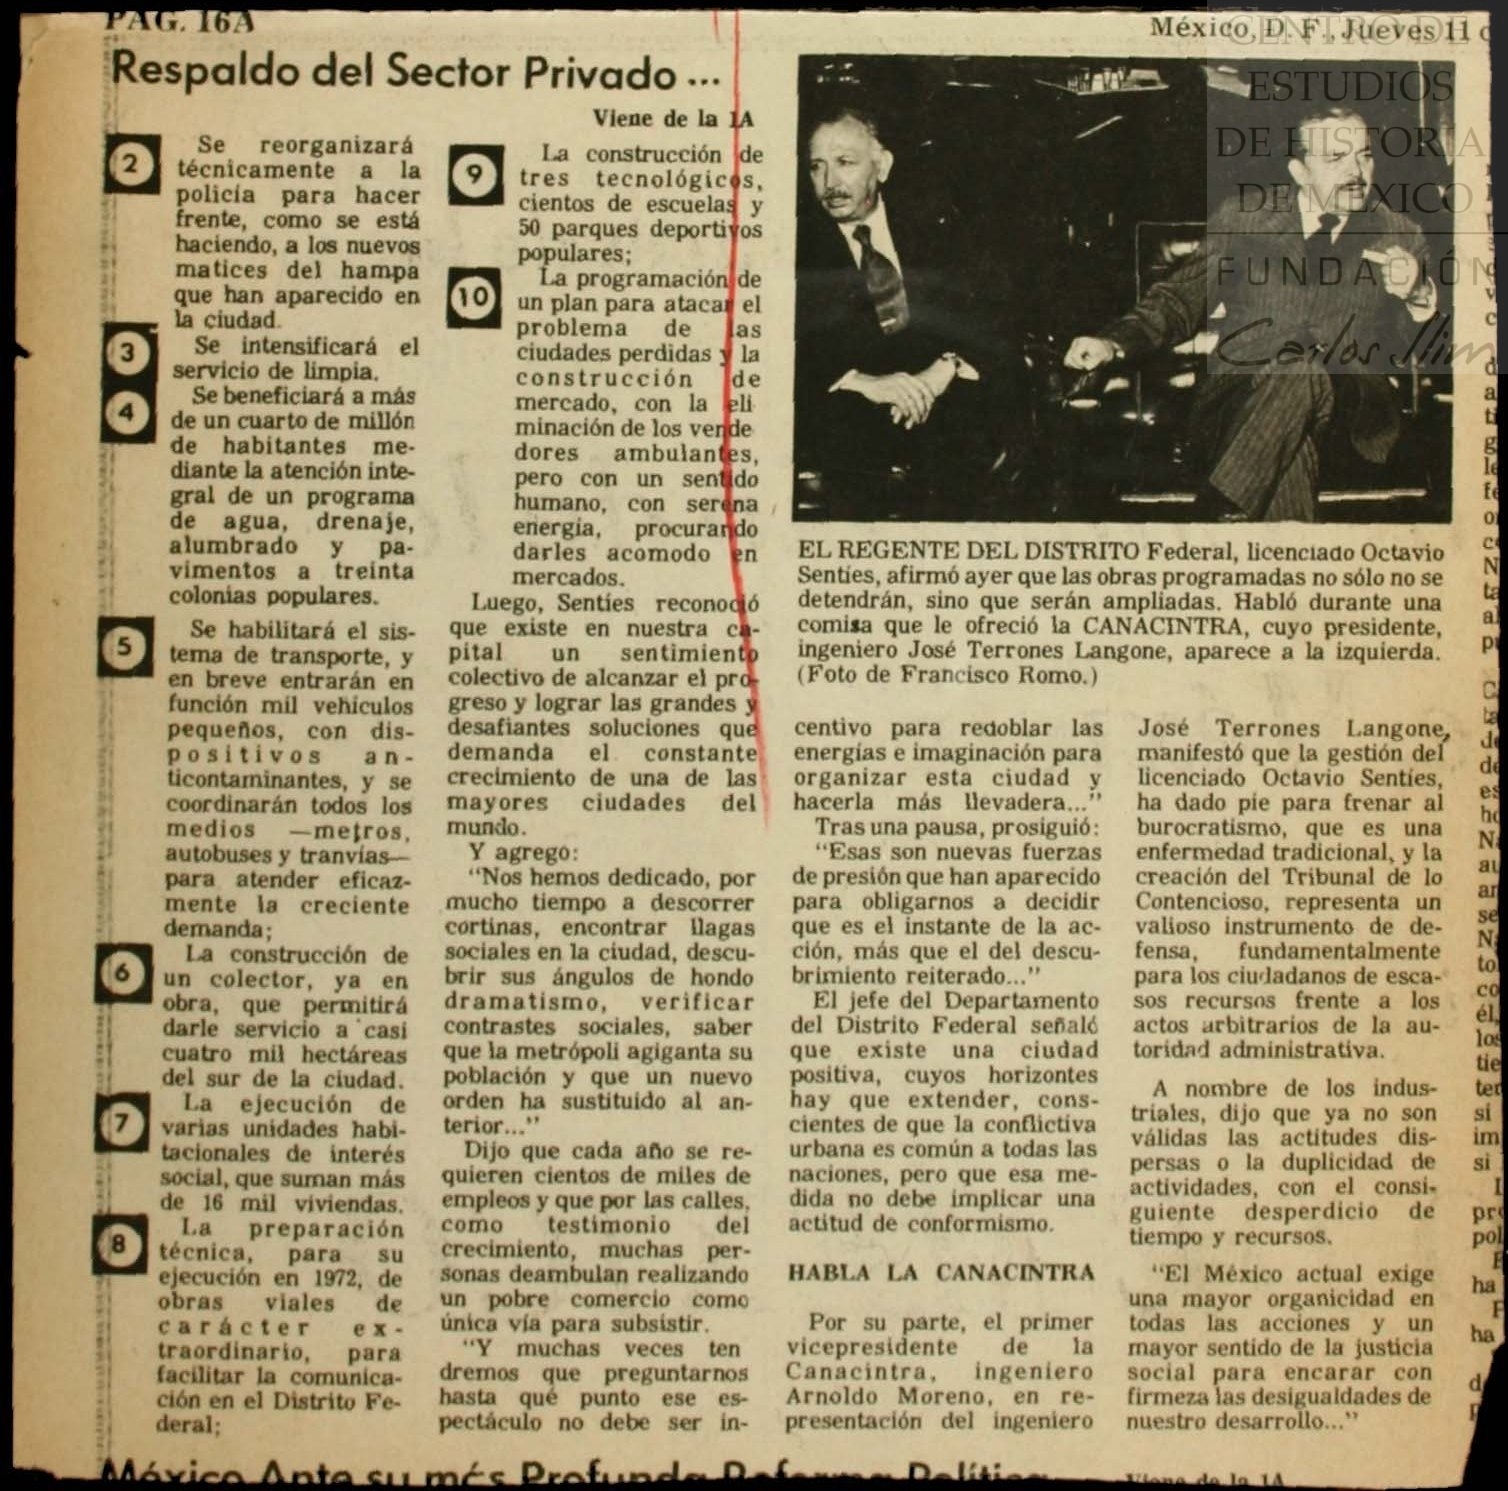 PAG. 16A
México, D. F., Jueves 11
Respaldo del Sector Privado ...
Viene de la 1A
2
Se reorganizará
técnicamente a la
policía para hacer
frente, como se está
haciendo, a los nuevos
matices del hampa
que han aparecido en
la ciudad.
3
Se intensificará el
servicio de limpia.
4
Se beneficiará a más
de un cuarto de millón
de habitantes me-
diante la atención inte-
gral de un programa
de agua, drenaje,
alumbrado y pa-
vimentos a treinta
colonias populares.
5
Se habilitará el sis-
tema de transporte, y
en breve entrarán en
función mil vehículos
pequeños, con dis-
positivos an-
ticontaminantes, y se
coordinarán todos los
medios —metros,
autobuses y tranvías—
para atender eficaz-
mente la creciente
demanda;
6
La construcción de
un colector, ya en
obra, que permitirá
darle servicio a casi
cuatro mil hectáreas
del sur de la ciudad.
7
La ejecución de
varias unidades habi-
tacionales de interés
social, que suman más
de 16 mil viviendas.
8
La preparación
técnica, para su
ejecución en 1972, de
obras viales de
carácter ex-
traordinario, para
facilitar la comunica-
ción en el Distrito Fe-
deral;
9
La construcción de
tres tecnológicos,
cientos de escuelas y
50 parques deportivos
populares;
10
La programación de
un plan para atacar el
problema de las
ciudades perdidas y la
construcción de
mercado, con la eli
minación de los vende
dores ambulantes,
pero con un sentido
humano, con serena
energía, procurando
darles acomodo en
mercados.
Luego, Senties reconoció
que existe en nuestra ca-
pital un sentimiento
colectivo de alcanzar el pro-
greso y lograr las grandes y
desafiantes soluciones que
demanda el constante
crecimiento de una de las
mayores ciudades del
mundo.
Y agrego:
"Nos hemos dedicado, por
mucho tiempo a descorrer
cortinas, encontrar llagas
sociales en la ciudad, descu-
brir sus ángulos de hondo
dramatismo, verificar
contrastes sociales, saber
que la metrópoli agiganta su
población y que un nuevo
orden ha sustituido al an-
terior..."
Dijo que cada año se re-
quieren cientos de miles de
empleos y que por las calles,
como testimonio del
crecimiento, muchas per-
sonas deambulan realizando
un pobre comercio como
única vía para subsistir.
"Y muchas veces ten
dremos que preguntarnos
hasta qué punto ese es-
pectáculo no debe ser in-
EL REGENTE DEL DISTRITO Federal, licenciado Octavio
Senties, afirmó ayer que las obras programadas no sólo no se
detendrán, sino que serán ampliadas. Habló durante una
comisa que le ofreció la CANACINTRA, cuyo presidente,
ingeniero José Terrones Langone, aparece a la izquierda.
(Foto de Francisco Romo.)
centivo para redoblar las
energías e imaginación para
organizar esta ciudad y
hacerla más llevadera..."
Tras una pausa, prosiguió:
"Esas son nuevas fuerzas
de presión que han aparecido
para obligarnos a decidir
que es el instante de la ac-
ción, más que el del descu-
brimiento reiterado..."
El jefe del Departamento
del Distrito Federal señaló
que existe una ciudad
positiva, cuyos horizontes
hay que extender, cons-
cientes de que la conflictiva
urbana es común a todas las
naciones, pero que esa me-
dida no debe implicar una
actitud de conformismo.
HABLA LA CANACINTRA
Por su parte, el primer
vicepresidente de la
Canacintra, ingeniero
Arnoldo Moreno, en re-
presentación del ingeniero
José Terrones Langone,
manifestó que la gestión del
licenciado Octavio Senties,
ha dado pie para frenar al
burocratismo, que es una
enfermedad tradicional, y la
creación del Tribunal de lo
Contencioso, representa un
valioso instrumento de de-
fensa, fundamentalmente
para los ciudadanos de esca-
sos recursos frente a los
actos arbitrarios de la au-
toridad administrativa.
A nombre de los indus-
triales, dijo que ya no son
válidas las actitudes dis-
persas o la duplicidad de
actividades, con el consi-
guiente desperdicio de
tiempo y recursos.
"El México actual exige
una mayor organicidad en
todas las acciones y un
mayor sentido de la justicia
social para encarar con
firmeza las desigualdades de
nuestro desarrollo..."
México Ante su más Profunda Reforma Política
Viene de la 1A
CENTRO DE
ESTUDIOS
DE HISTORIA
DE MÉXICO
FUNDACIÓN
Carlos Slim